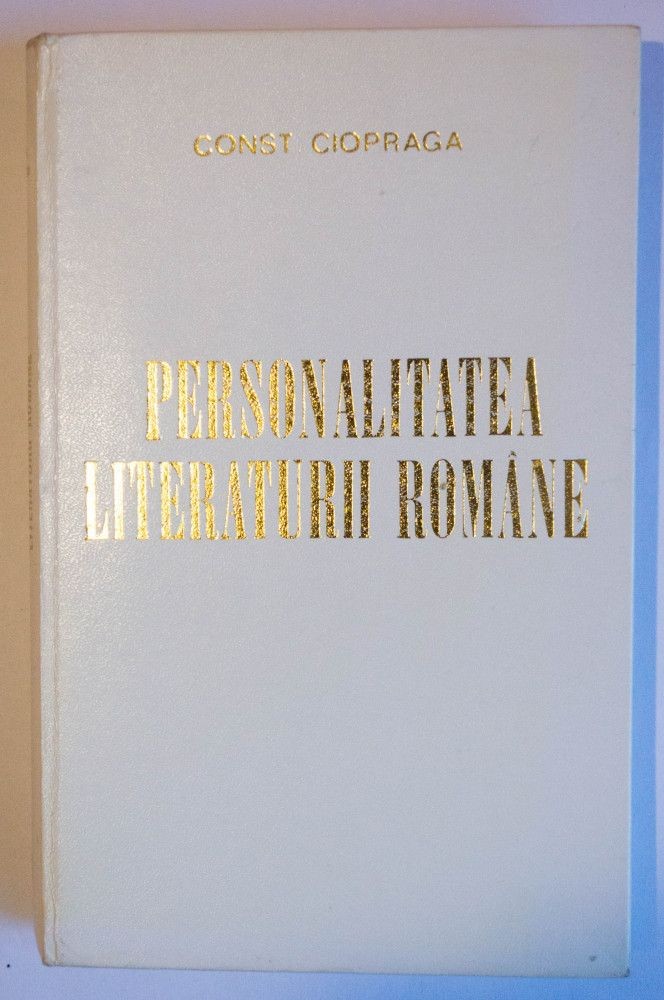 CONST. CIOPRAGA
PERSONALITATEA
LITERATURII ROMÂNE